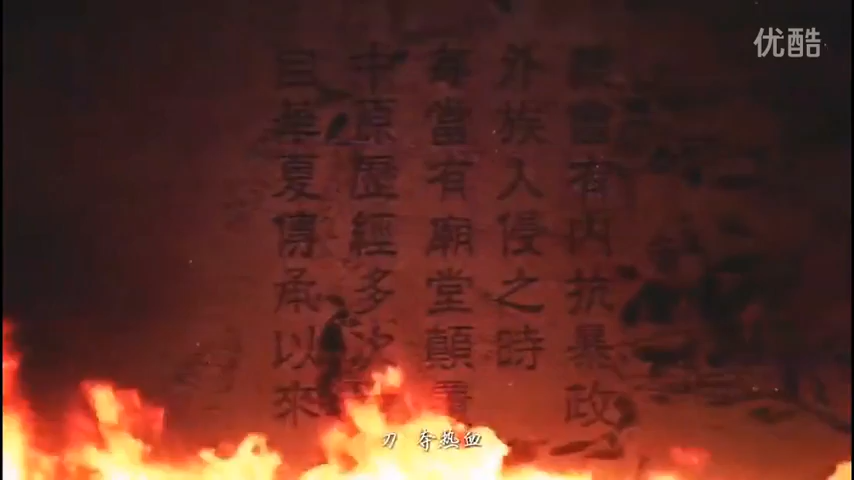 优酷
自華夏傳承以來
中原歷經多次
每當有廟堂顛覆
外族入侵之時
會有內抗暴政
刀 夺热血